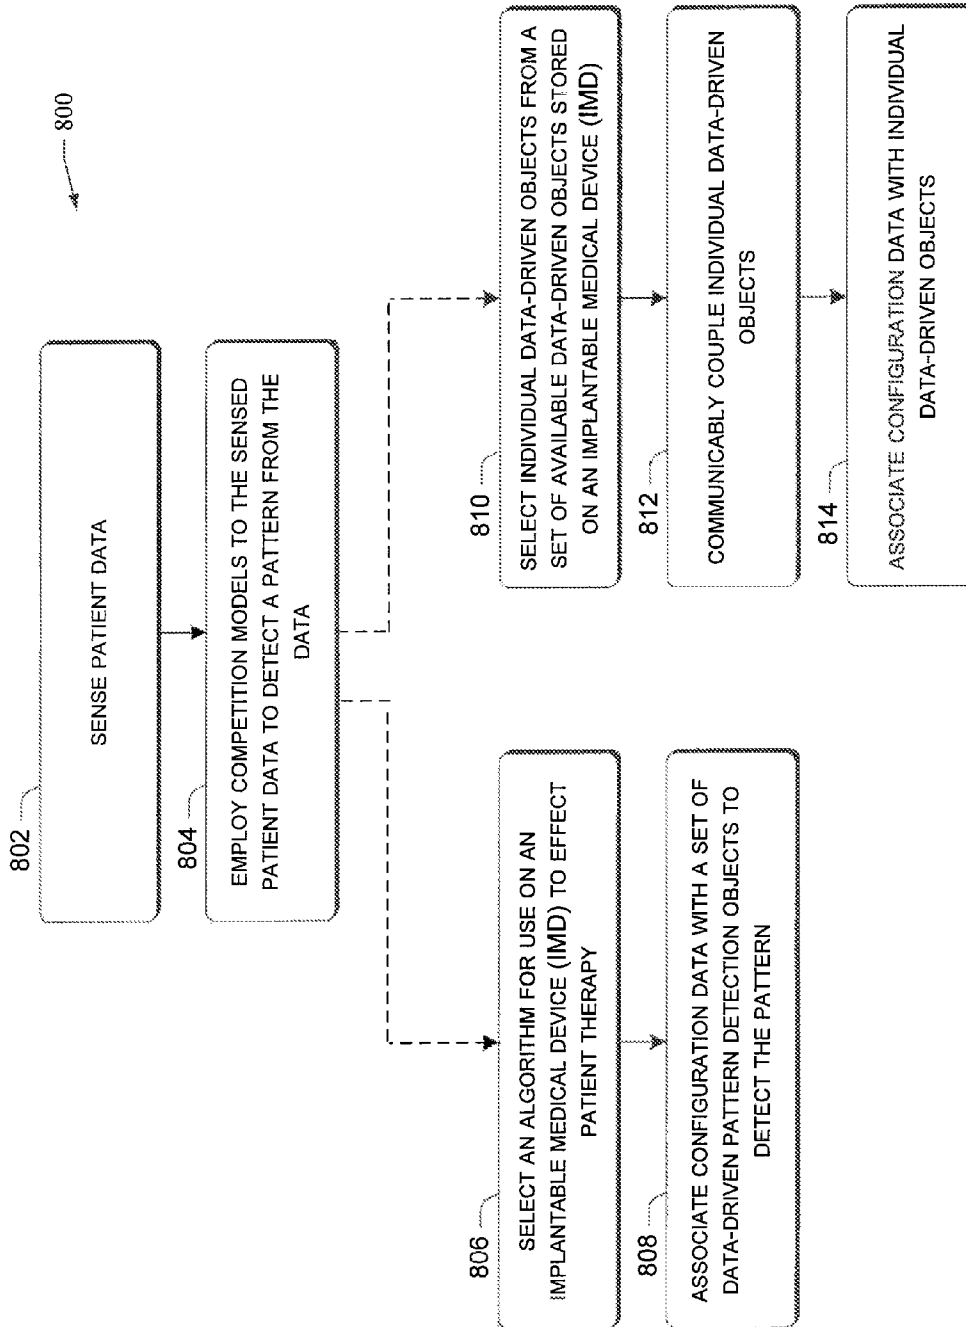 800
802
SENSE PATIENT DATA
804
EMPLOY COMPETITION MODELS TO THE SENSED
PATIENT DATA TO DETECT A PATTERN FROM THE
DATA
806
SELECT AN ALGORITHM FOR USE ON AN
IMPLANTABLE MEDICAL DEVICE (IMD) TO EFFECT
PATIENT THERAPY
808
ASSOCIATE CONFIGURATION DATA WITH A SET OF
DATA-DRIVEN PATTERN DETECTION OBJECTS TO
DETECT THE PATTERN
810
SELECT INDIVIDUAL DATA-DRIVEN OBJECTS FROM A
SET OF AVAILABLE DATA-DRIVEN OBJECTS STORED
ON AN IMPLANTABLE MEDICAL DEVICE (IMD)
812
COMMUNICABLY COUPLE INDIVIDUAL DATA-DRIVEN
OBJECTS
814
ASSOCIATE CONFIGURATION DATA WITH INDIVIDUAL
DATA-DRIVEN OBJECTS